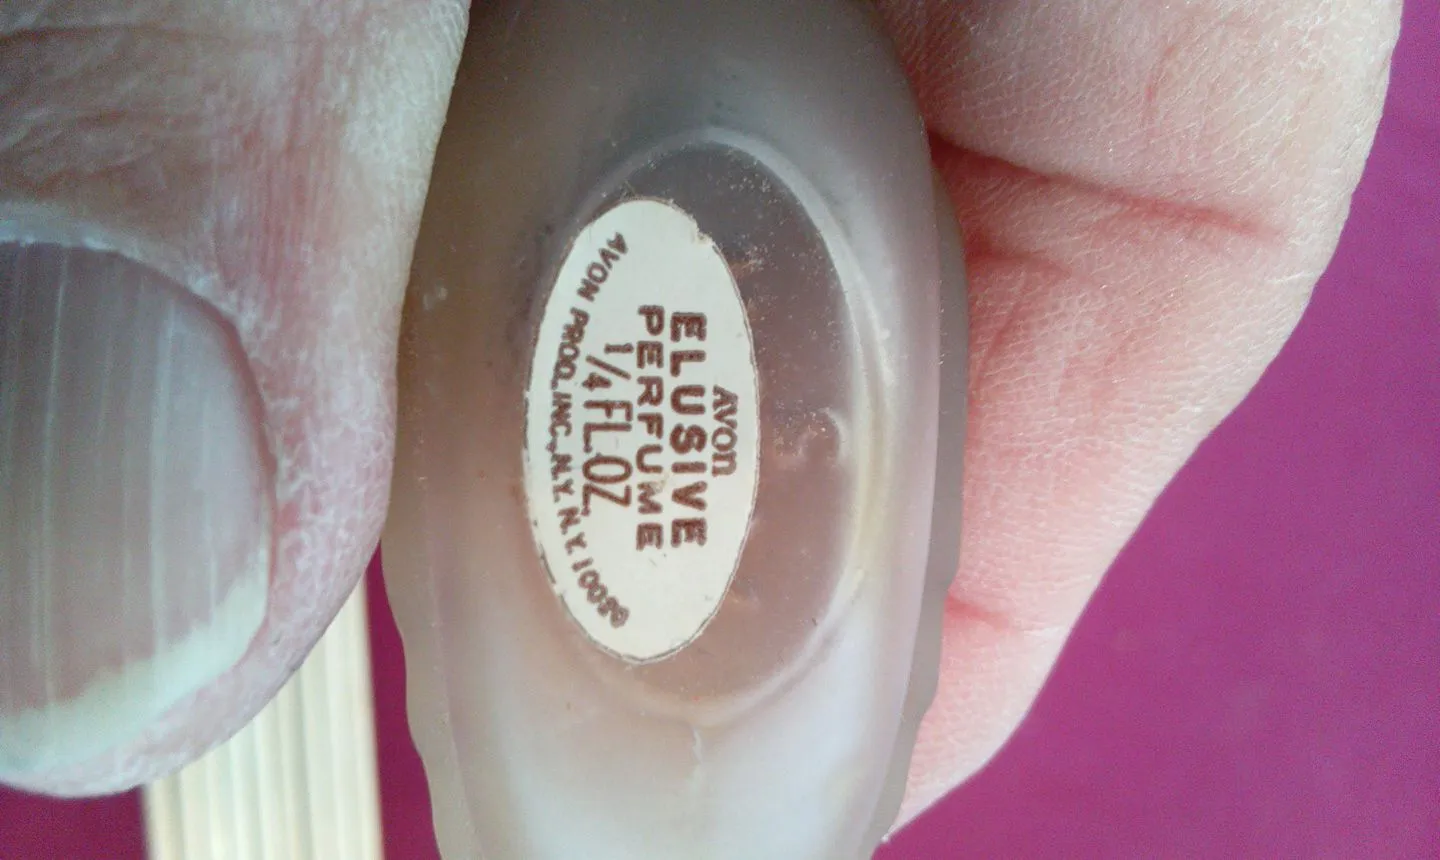 AVON
ELUSIVE
PERFUME
1/4 FL. OZ.
AVON PROD., INC., N.Y. N.Y. 10020